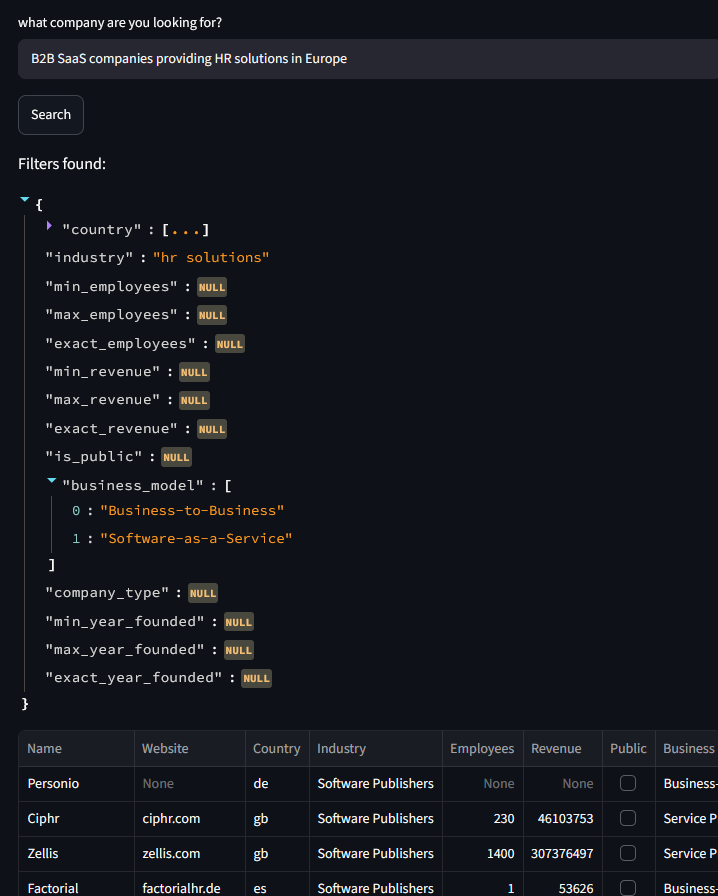 what company are you looking for?
B2B SaaS companies providing HR solutions in Europe
Search
Filters found:
{
"country" : [...]
"industry" : "hr solutions"
"min_employees" : NULL
"max_employees" : NULL
"exact_employees" : NULL
"min_revenue" : NULL
"max_revenue" : NULL
"exact_revenue" : NULL
"is_public" : NULL
"business_model" : [
0 : "Business-to-Business"
1 : "Software-as-a-Service"
]
"company_type" : NULL
"min_year_founded" : NULL
"max_year_founded" : NULL
"exact_year_founded" : NULL
}
Name Website Country Industry Employees Revenue Public Business
Personio None de Software Publishers None None Business-
Ciphr ciphr.com gb Software Publishers 230 46103753 Service P
Zellis zellis.com gb Software Publishers 1400 307376497 Service P
Factorial factorialhr.de es Software Publishers 1 53626 Business-